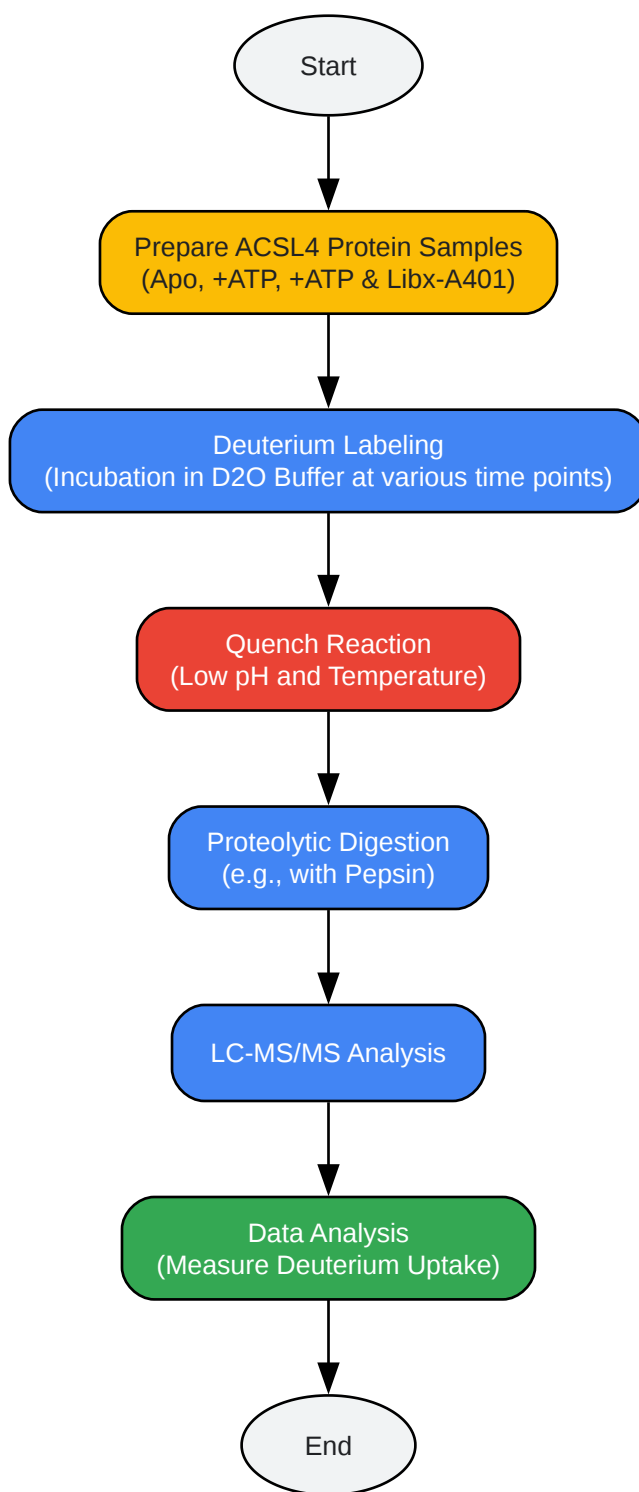 Start
Prepare ACSL4 Protein Samples
(Apo, +ATP, +ATP & Libx-A401)
Deuterium Labeling
(Incubation in D2O Buffer at various time points)
Quench Reaction
(Low pH and Temperature)
Proteolytic Digestion
(e.g., with Pepsin)
LC-MS/MS Analysis
Data Analysis
(Measure Deuterium Uptake)
End